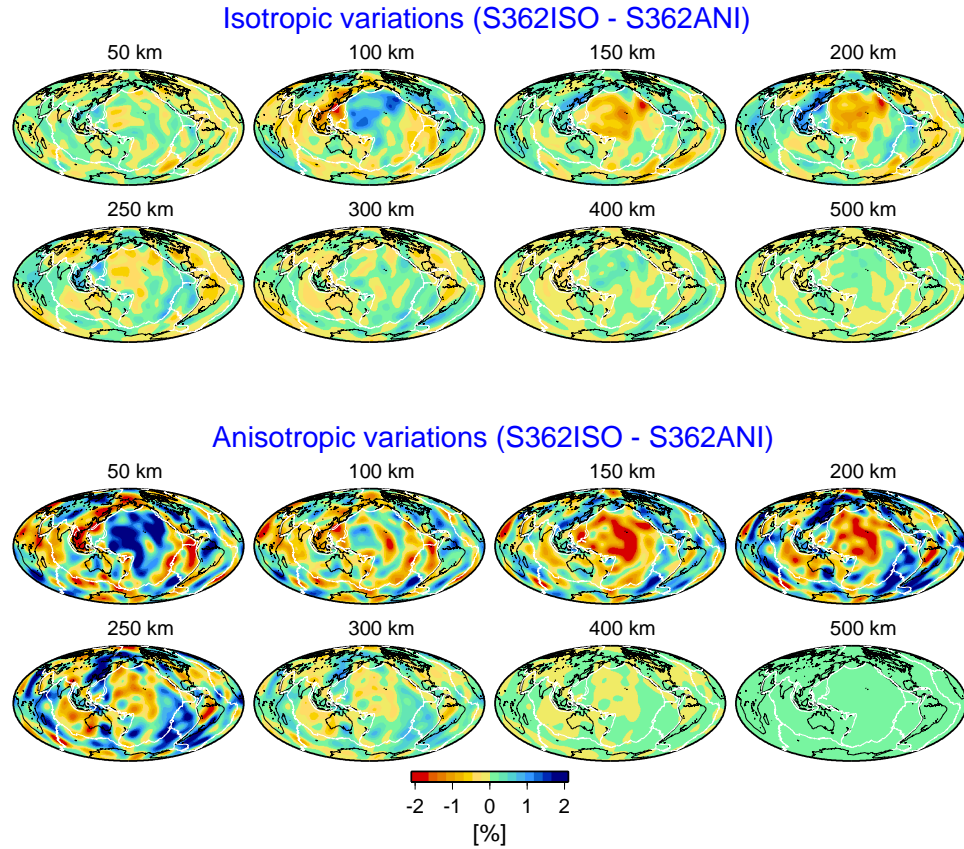 Isotropic variations (S362ISO - S362ANI)
50 km 100 km 150 km 200 km
250 km 300 km 400 km 500 km
Anisotropic variations (S362ISO - S362ANI)
50 km 100 km 150 km 200 km
250 km 300 km 400 km 500 km
-2 -1 0 1 2
[%]